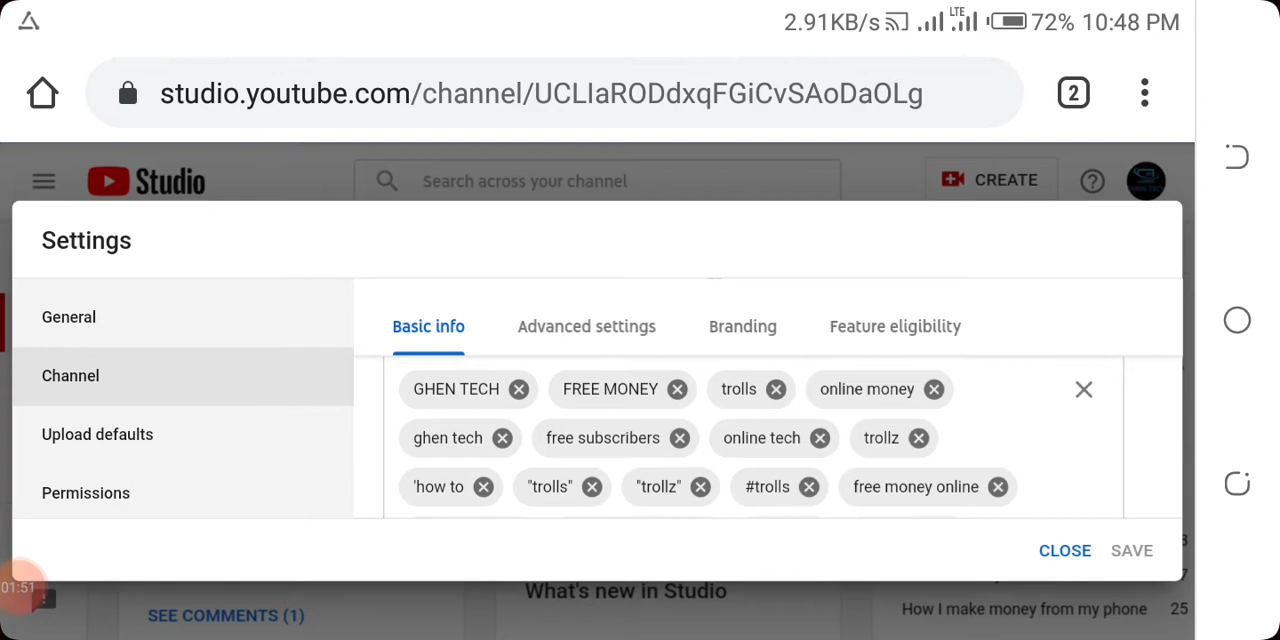 2.91KB/s LTE 72% 10:48 PM
studio.youtube.com/channel/UCLIaRODdxqFGiCvSAoDaOLg 2
Studio Search across your channel CREATE
Settings
General
Channel
Upload defaults
Permissions
Basic info Advanced settings Branding Feature eligibility
GHEN TECH FREE MONEY trolls online money
ghen tech free subscribers online tech trollz
'how to "trolls" "trollz" #trolls free money online
CLOSE SAVE
01:51
What's new in Studio
SEE COMMENTS (1)
How I make money from my phone 25